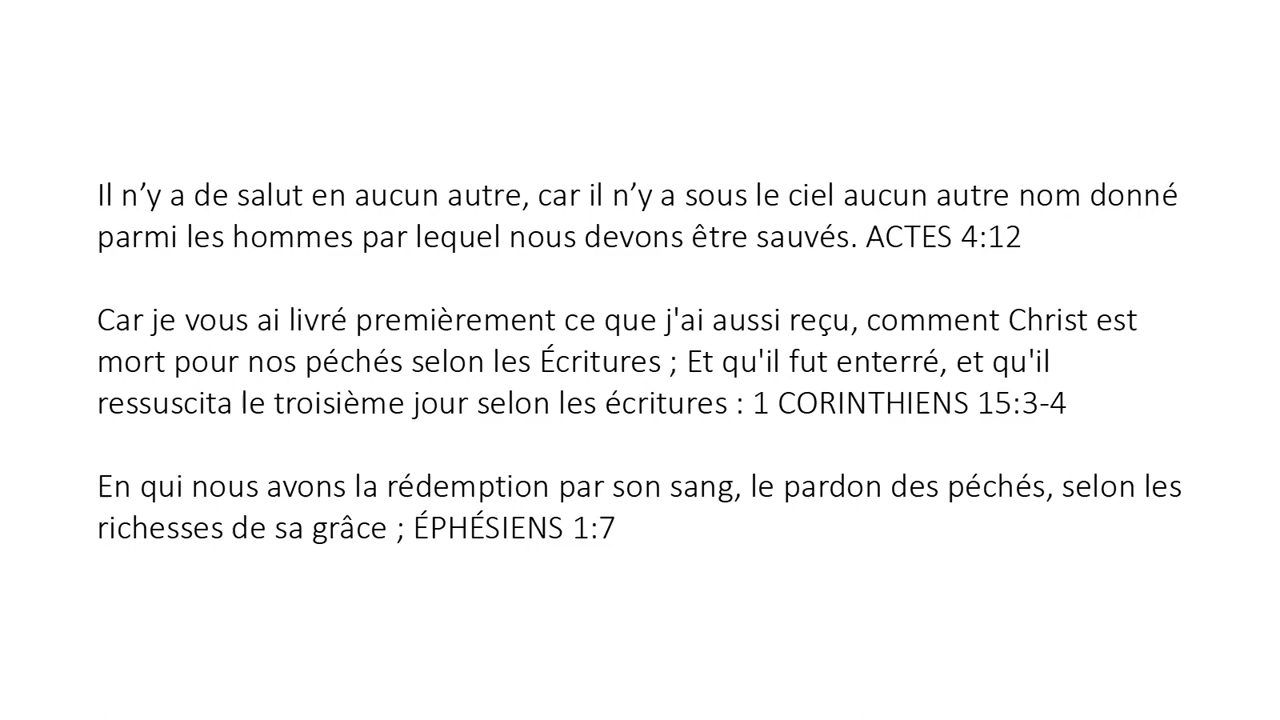 Il n’y a de salut en aucun autre, car il n’y a sous le ciel aucun autre nom donné
parmi les hommes par lequel nous devons être sauvés. ACTES 4:12
Car je vous ai livré premièrement ce que j'ai aussi reçu, comment Christ est
mort pour nos péchés selon les Écritures ; Et qu'il fut enterré, et qu'il
ressuscita le troisième jour selon les écritures : 1 CORINTHIENS 15:3-4
En qui nous avons la rédemption par son sang, le pardon des péchés, selon les
richesses de sa grâce ; ÉPHÉSIENS 1:7